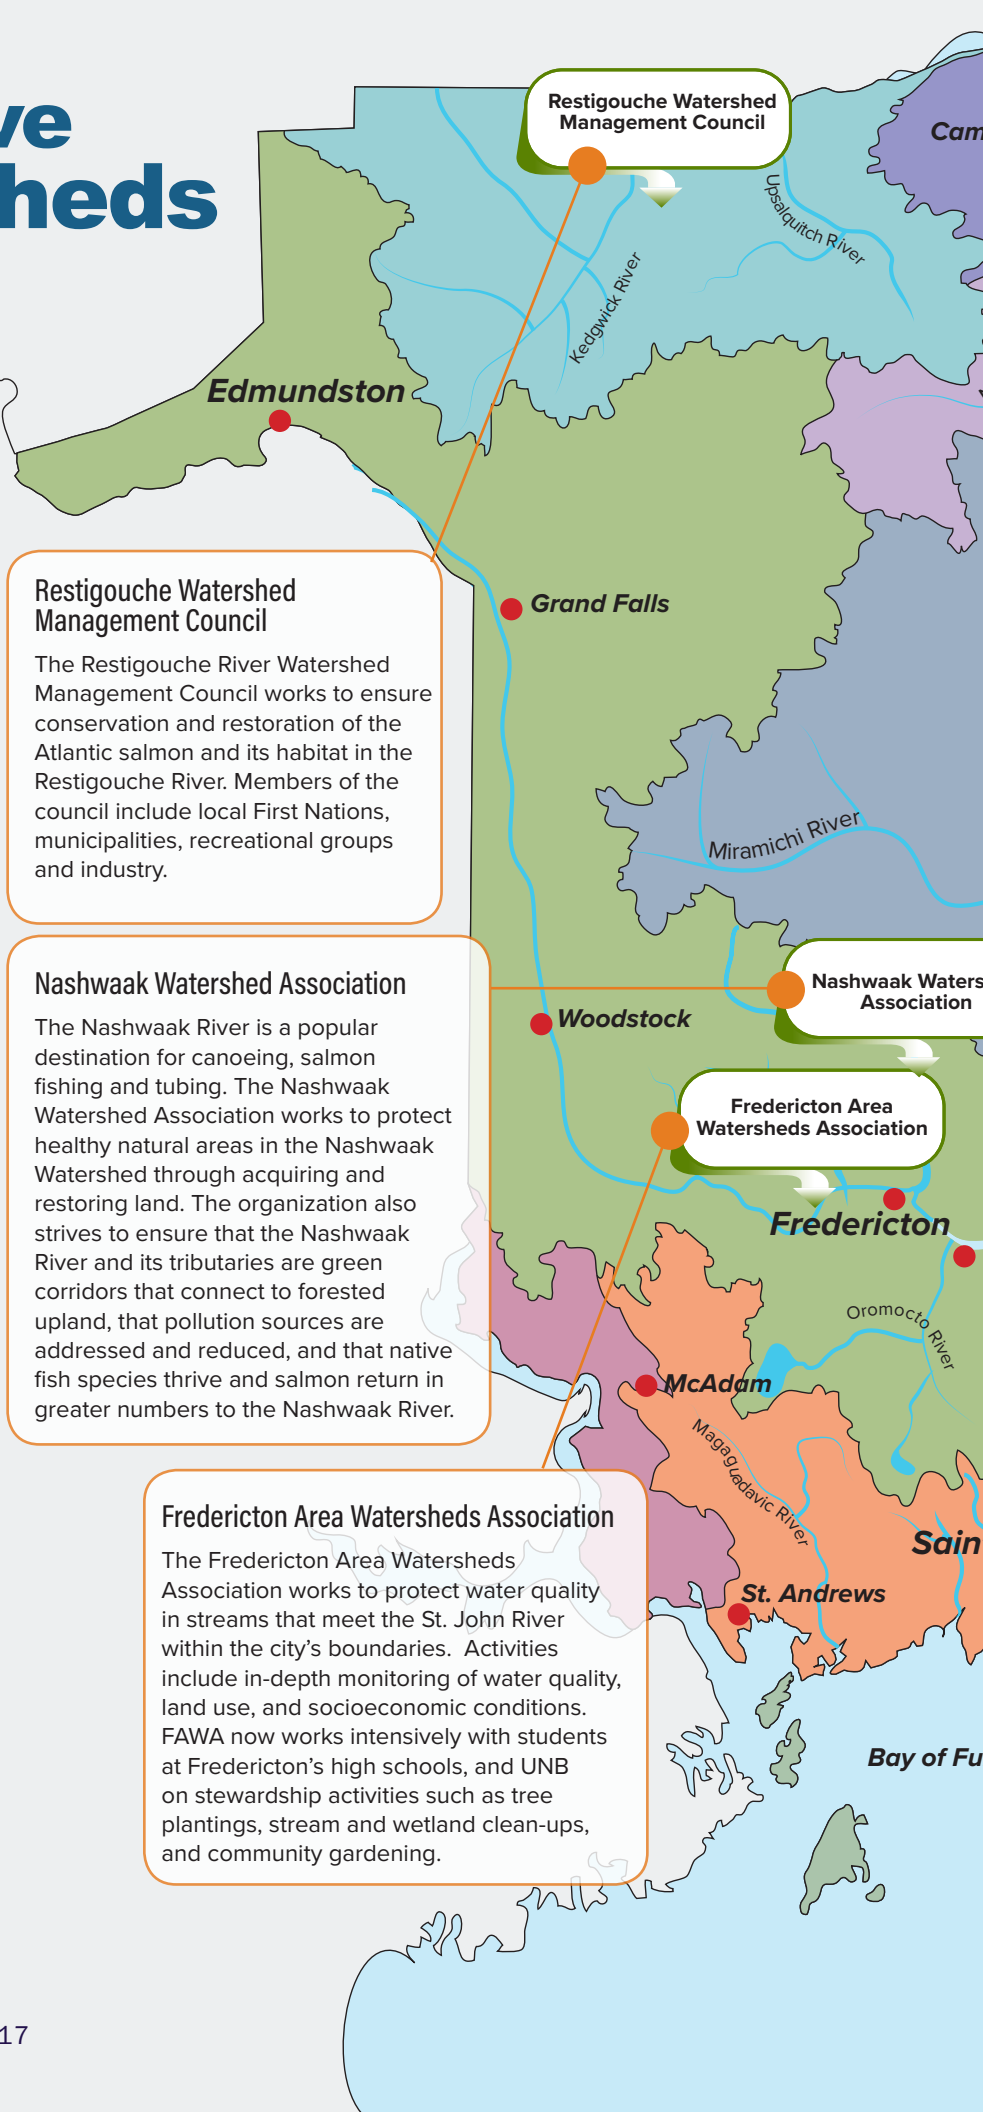 ve
heds
Restigouche Watershed
Management Council
Cam
Upsalquitch River
Kedgwick River
Edmundston
Grand Falls
Restigouche Watershed
Management Council
The Restigouche River Watershed
Management Council works to ensure
conservation and restoration of the
Atlantic salmon and its habitat in the
Restigouche River. Members of the
council include local First Nations,
municipalities, recreational groups
and industry.
Miramichi River
Nashwaak Waters
Association
Woodstock
Nashwaak Watershed Association
The Nashwaak River is a popular
destination for canoeing, salmon
fishing and tubing. The Nashwaak
Watershed Association works to protect
healthy natural areas in the Nashwaak
Watershed through acquiring and
restoring land. The organization also
strives to ensure that the Nashwaak
River and its tributaries are green
corridors that connect to forested
upland, that pollution sources are
addressed and reduced, and that native
fish species thrive and salmon return in
greater numbers to the Nashwaak River.
Fredericton Area
Watersheds Association
Fredericton
Oromocto River
McAdam
Magaguadavic River
Sain
St. Andrews
Fredericton Area Watersheds Association
The Fredericton Area Watersheds
Association works to protect water quality
in streams that meet the St. John River
within the city's boundaries.  Activities
include in-depth monitoring of water quality,
land use, and socioeconomic conditions.
FAWA now works intensively with students
at Fredericton's high schools, and UNB
on stewardship activities such as tree
plantings, stream and wetland clean-ups,
and community gardening.
Bay of Fu
17